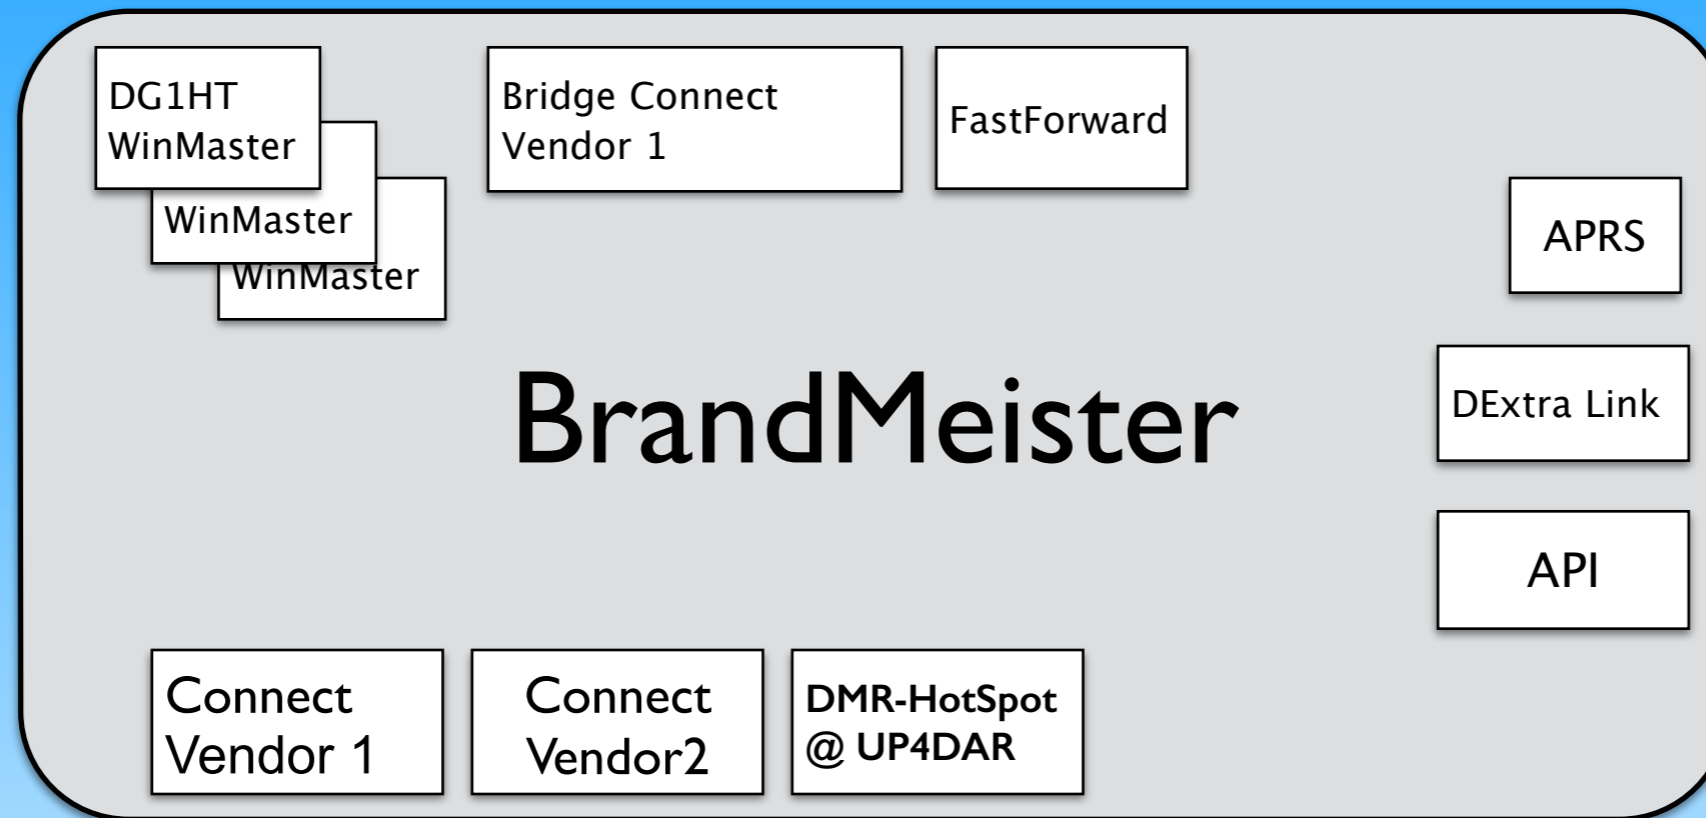 DG1HT
WinMaster
WinMaster
WinMaster
Bridge Connect
Vendor 1
FastForward
APRS
DExtra Link
BrandMeister
API
Connect
Vendor 1
Connect
Vendor2
DMR-HotSpot
@ UP4DAR